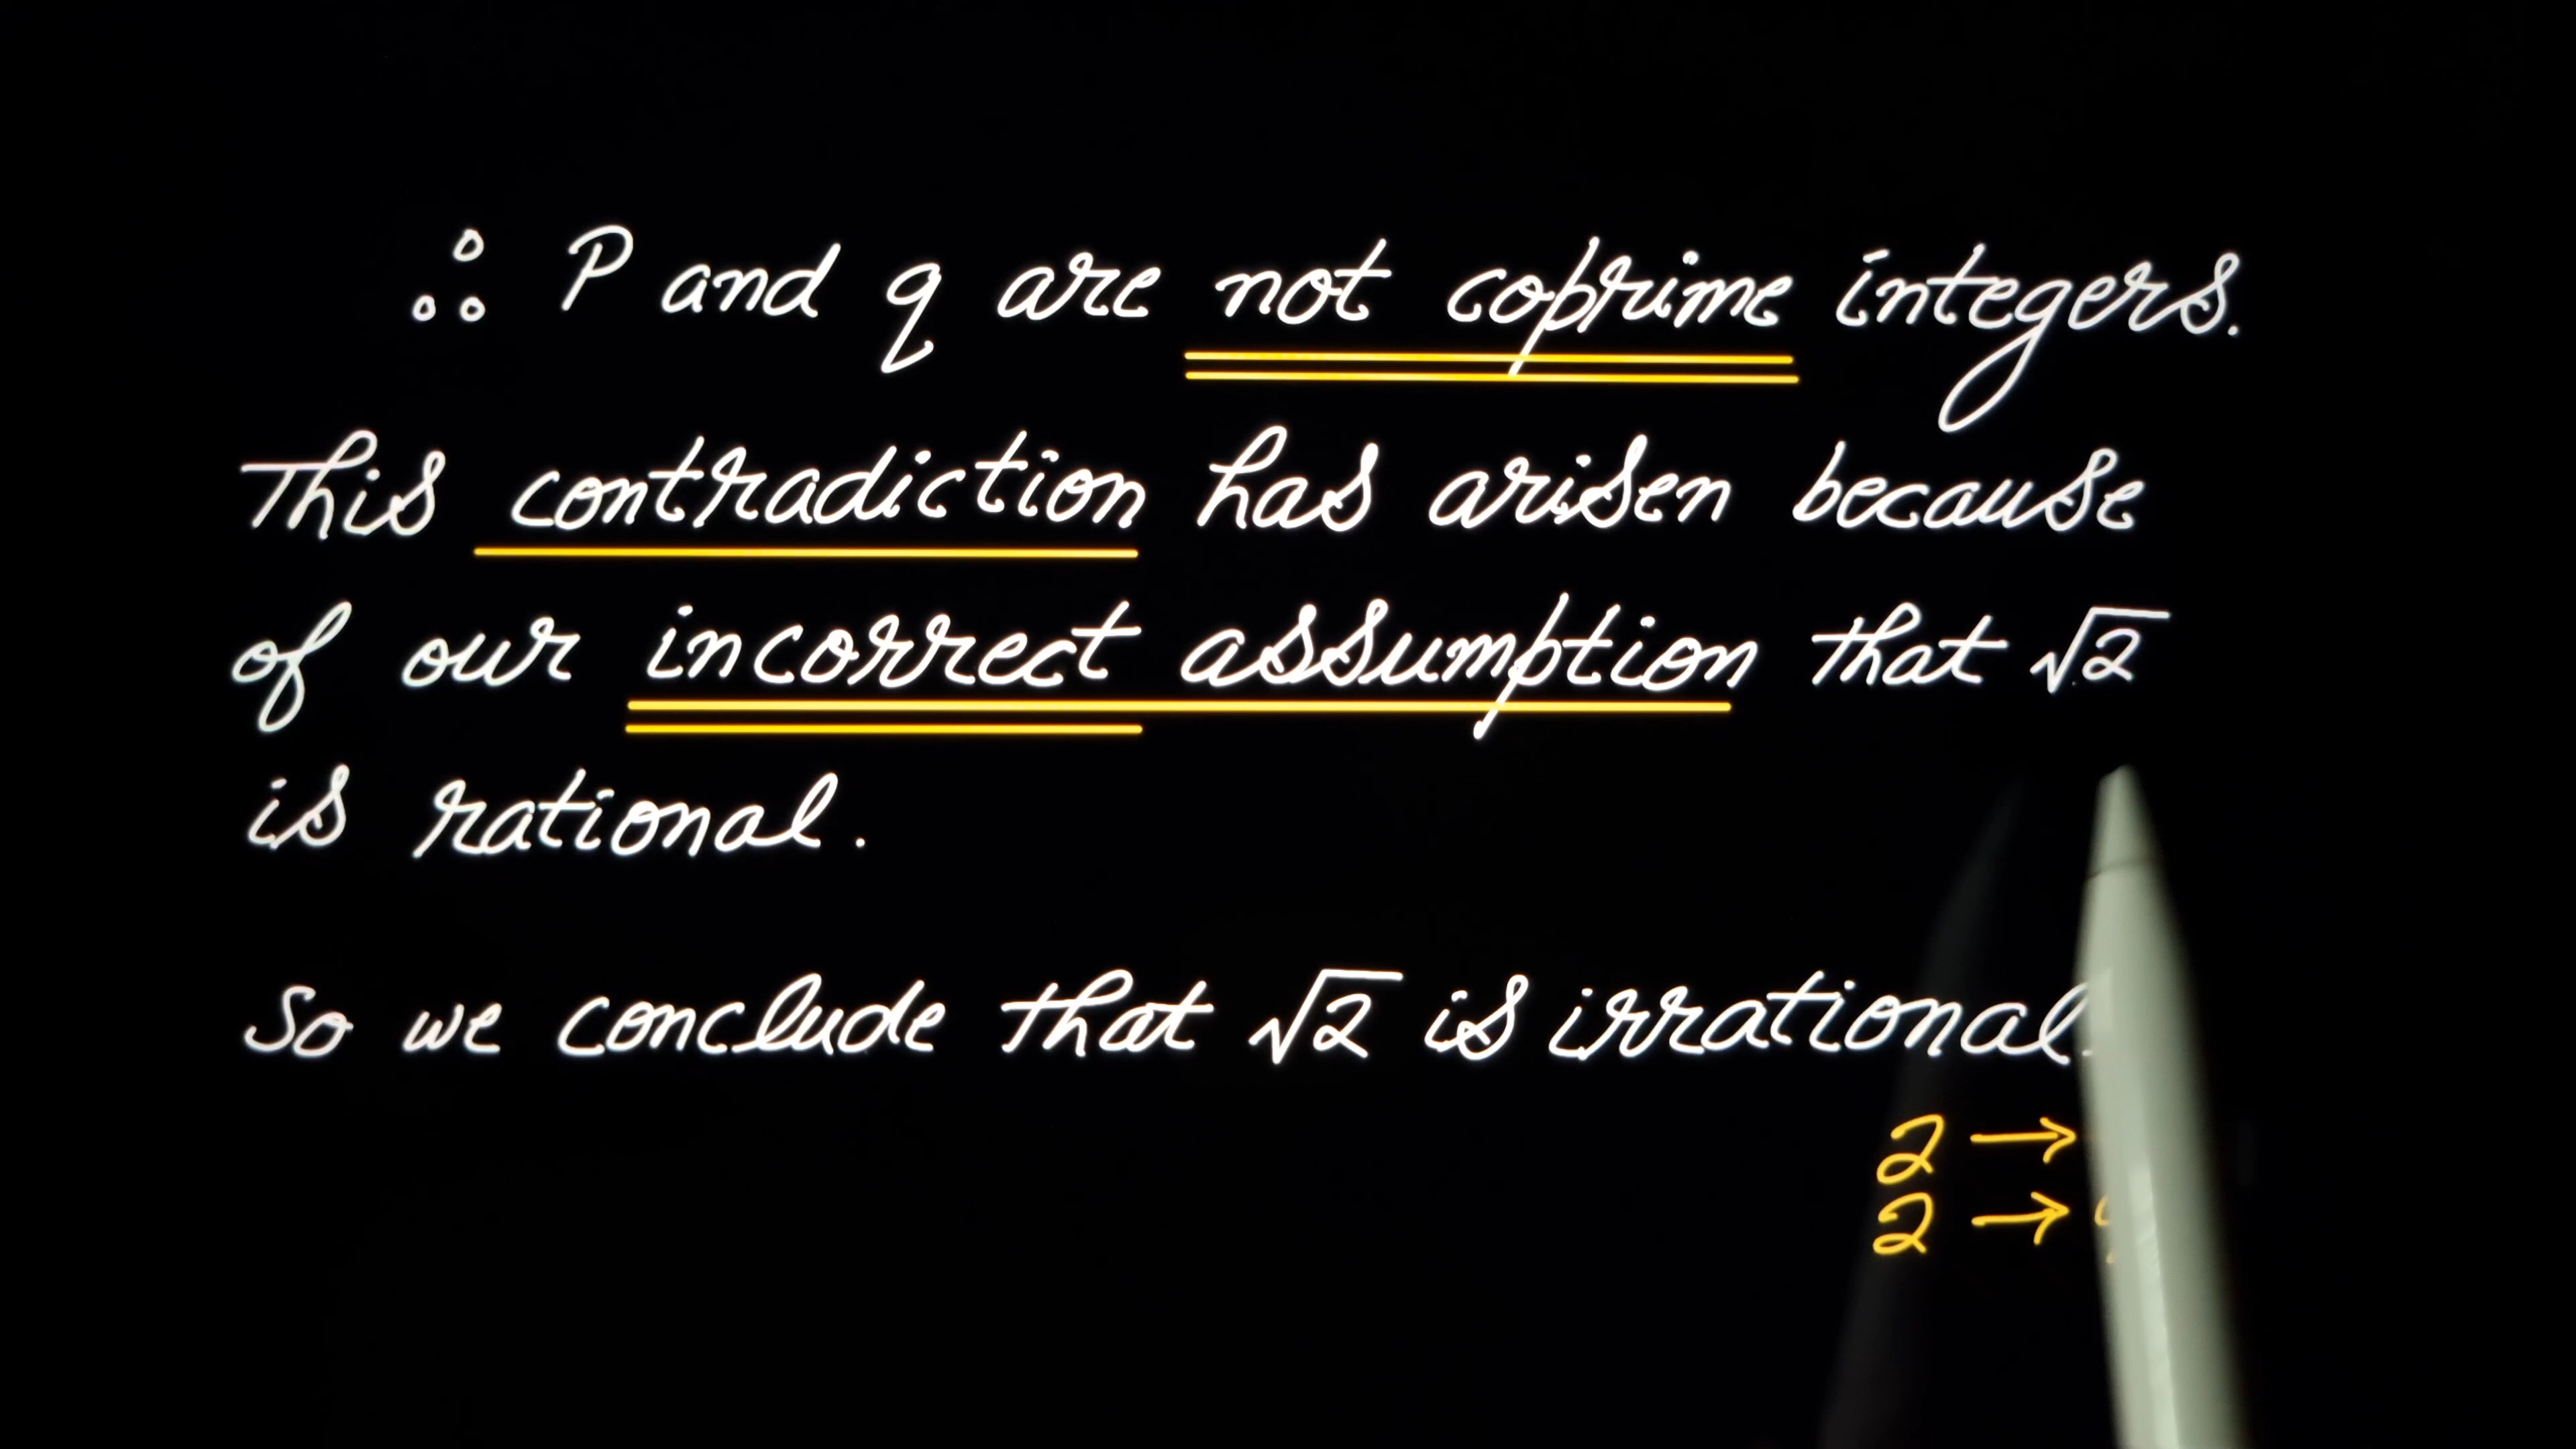 ∴ P and q are not coprime integers.
This contradiction has arisen because
of our incorrect assumption that √2
is rational.
So we conclude that √2 is irrational.
2 →
2 →